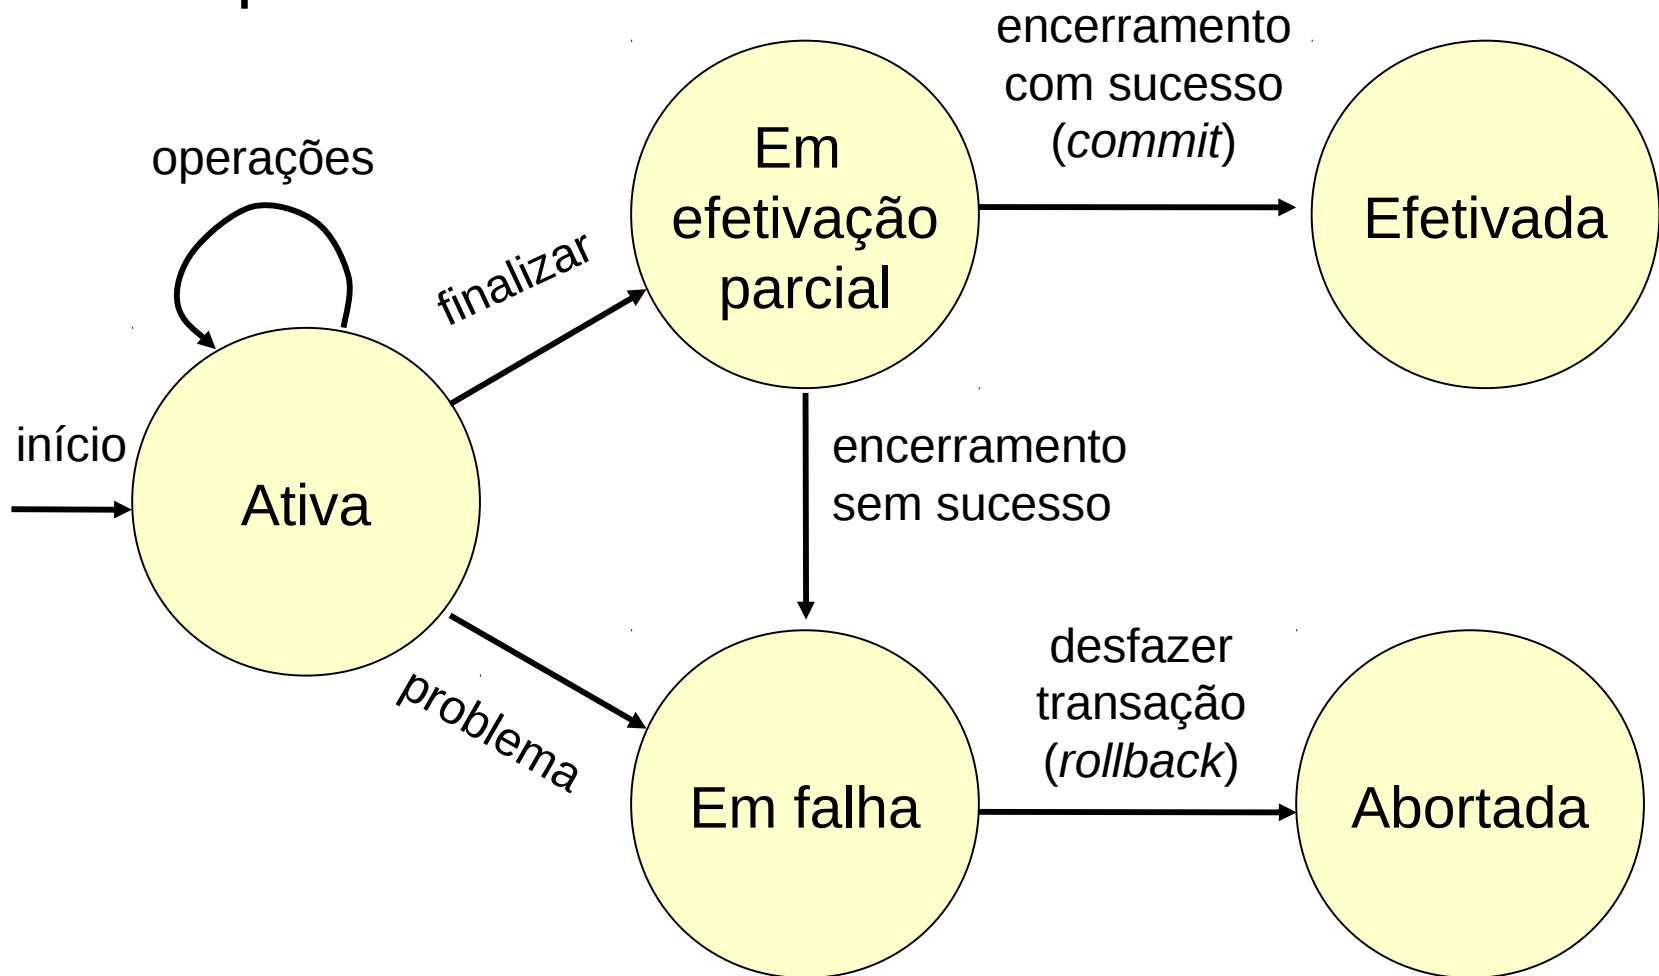 encerramento
com sucesso
(commit)
operações
Em
efetivação
parcial
Efetivada
finalizar
início
Ativa
encerramento
sem sucesso
problema
desfazer
transação
(rollback)
Em falha
Abortada